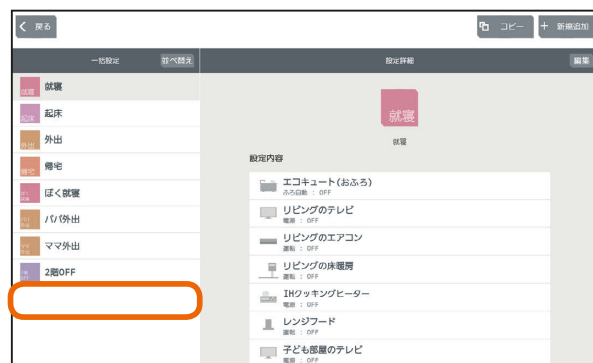 戻る
コピー
新規追加
一括設定
並べ替え
設定詳細
編集
就寝 就寝
起床 起床
外出 外出
帰宅 帰宅
ぼく就寝 ぼく就寝
パパ外出 パパ外出
ママ外出
2階OFF
就寝
就寝
設定内容
エコキュート(おふろ)
ふろ自動 : OFF
リビングのテレビ
電源 : OFF
リビングのエアコン
運転 : OFF
リビングの床暖房
運転 : OFF
IHクッキングヒーター
電源 : OFF
レンジフード
運転 : OFF
子ども部屋のテレビ
電源 : OFF